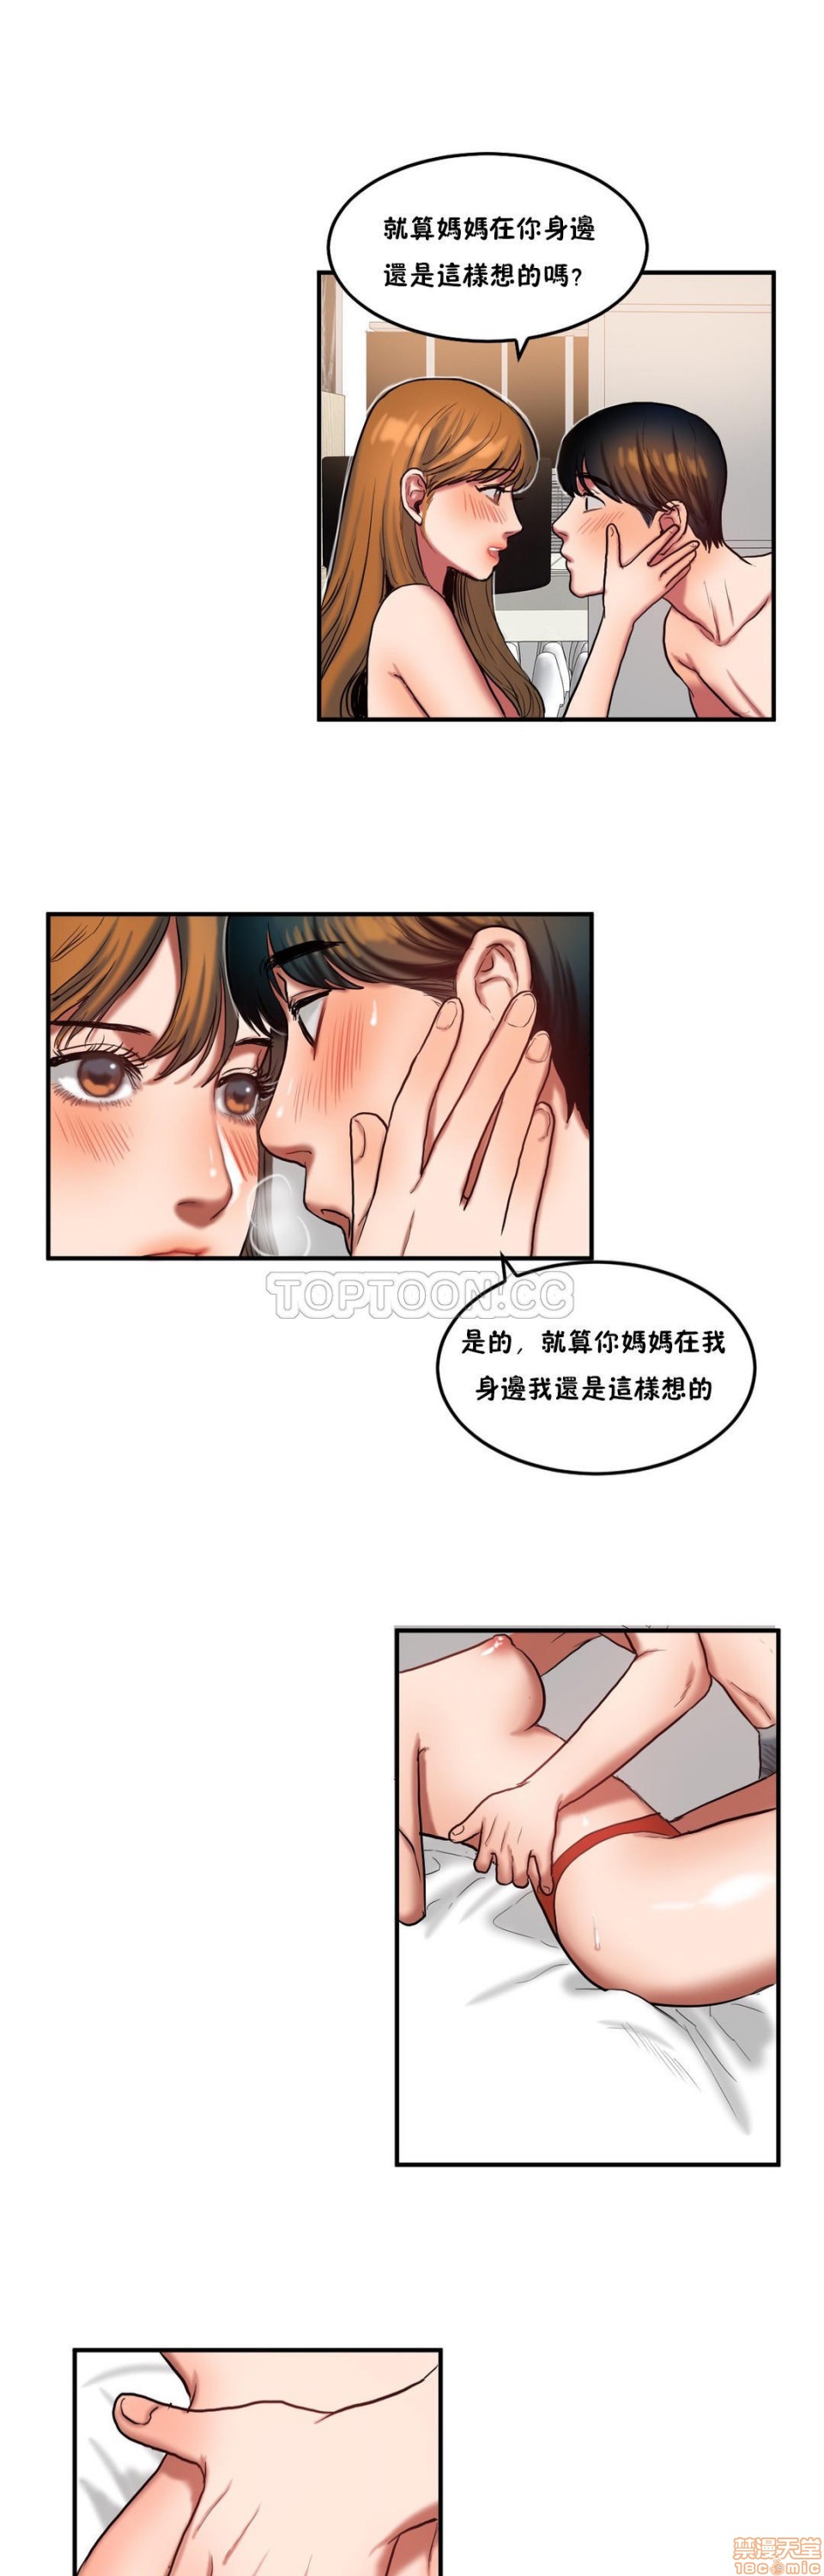 就算媽媽在你身邊
還是這樣想的嗎?
TOPTOON.CC
是的, 就算你媽媽在我
身邊我還是這樣想的
禁漫天堂
18comic